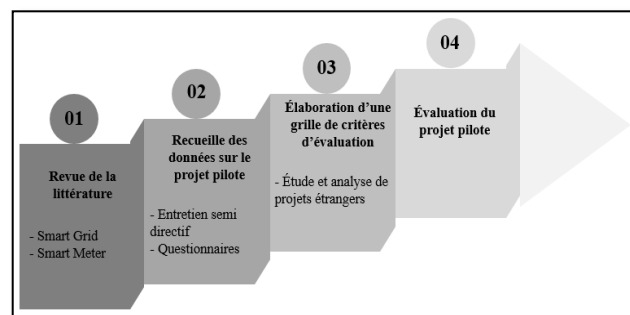 01
Revue de la
littérature
- Smart Grid
- Smart Meter
02
Recueille des
données sur le
projet pilote
- Entretien semi
directif
- Questionnaires
03
Élaboration d'une
grille de critères
d'évaluation
- Étude et analyse de
projets étrangers
04
Évaluation du
projet pilote